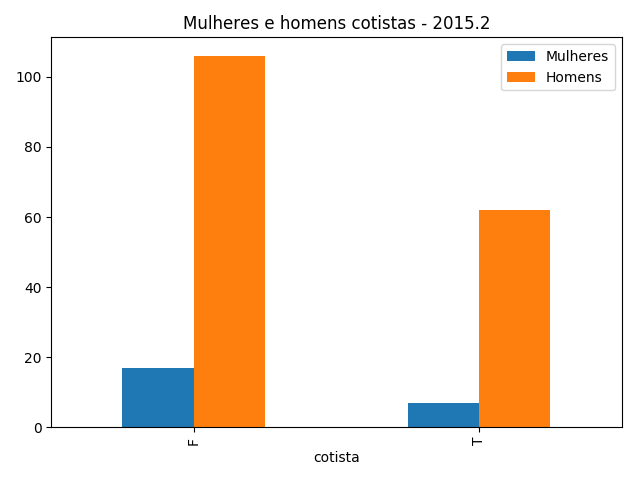 Mulheres e homens cotistas - 2015.2
Mulheres
Homens
100
80
60
40
20
0
F
T
cotista